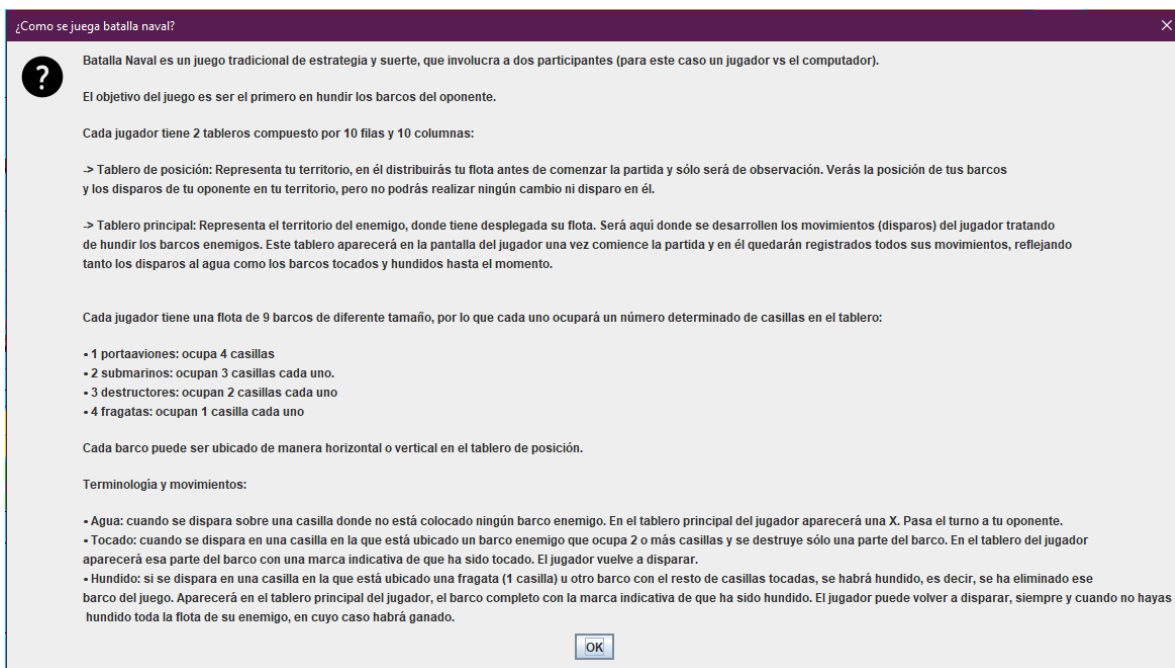 ¿Como se juega batalla naval?
Batalla Naval es un juego tradicional de estrategia y suerte, que involucra a dos participantes (para este caso un jugador vs el computador).
El objetivo del juego es ser el primero en hundir los barcos del oponente.
Cada jugador tiene 2 tableros compuesto por 10 filas y 10 columnas:
-> Tablero de posición: Representa tu territorio, en él distribuirás tu flota antes de comenzar la partida y sólo será de observación. Verás la posición de tus barcos
y los disparos de tu oponente en tu territorio, pero no podrás realizar ningún cambio ni disparo en él.
-> Tablero principal: Representa el territorio del enemigo, donde tiene desplegada su flota. Será aquí donde se desarrollen los movimientos (disparos) del jugador tratando
de hundir los barcos enemigos. Este tablero aparecerá en la pantalla del jugador una vez comience la partida y en él quedarán registrados todos sus movimientos, reflejando
tanto los disparos al agua como los barcos tocados y hundidos hasta el momento.
Cada jugador tiene una flota de 9 barcos de diferente tamaño, por lo que cada uno ocupará un número determinado de casillas en el tablero:
• 1 portaaviones: ocupa 4 casillas
• 2 submarinos: ocupan 3 casillas cada uno.
• 3 destructores: ocupan 2 casillas cada uno
• 4 fragatas: ocupan 1 casilla cada uno
Cada barco puede ser ubicado de manera horizontal o vertical en el tablero de posición.
Terminología y movimientos:
• Agua: cuando se dispara sobre una casilla donde no está colocado ningún barco enemigo. En el tablero principal del jugador aparecerá una X. Pasa el turno a tu oponente.
• Tocado: cuando se dispara en una casilla en la que está ubicado un barco enemigo que ocupa 2 o más casillas y se destruye sólo una parte del barco. En el tablero del jugador
aparecerá esa parte del barco con una marca indicativa de que ha sido tocado. El jugador vuelve a disparar.
• Hundido: si se dispara en una casilla en la que está ubicado una fragata (1 casilla) u otro barco con el resto de casillas tocadas, se habrá hundido, es decir, se ha eliminado ese
barco del juego. Aparecerá en el tablero principal del jugador, el barco completo con la marca indicativa de que ha sido hundido. El jugador puede volver a disparar, siempre y cuando no hayas
hundido toda la flota de su enemigo, en cuyo caso habrá ganado.
OK